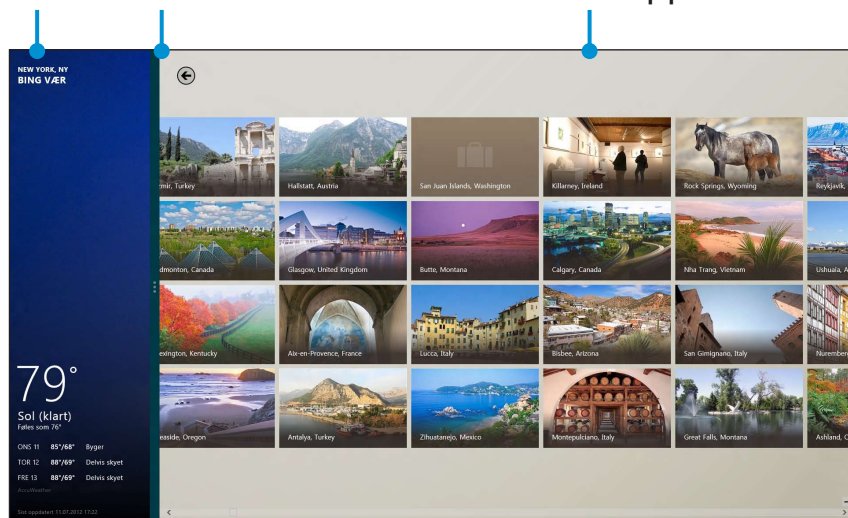 NEW YORK, NY
BING VÆR
mir, Turkey
Hallstatt, Austria
San Juan Islands, Washington
Killarney, Ireland
Rock Springs, Wyoming
Reykjavik,
dmonton, Canada
Glasgow, United Kingdom
Butte, Montana
Calgary, Canada
Nha Trang, Vietnam
Ushuaia, A
exington, Kentucky
Aix-en-Provence, France
Lucca, Italy
Bisbee, Arizona
San Gimignano, Italy
Nurember
easide, Oregon
Antalya, Turkey
Zihuatanejo, Mexico
Montepulciano, Italy
Great Falls, Montana
Ashland, O
79°
Sol (klart)
Føles som 76°
ONS 11 85°/68° Byger
TOR 12 88°/69° Delvis skyet
FRE 13 88°/69° Delvis skyet
AccuWeather
Sist oppdatert 11.07.2012 17:22